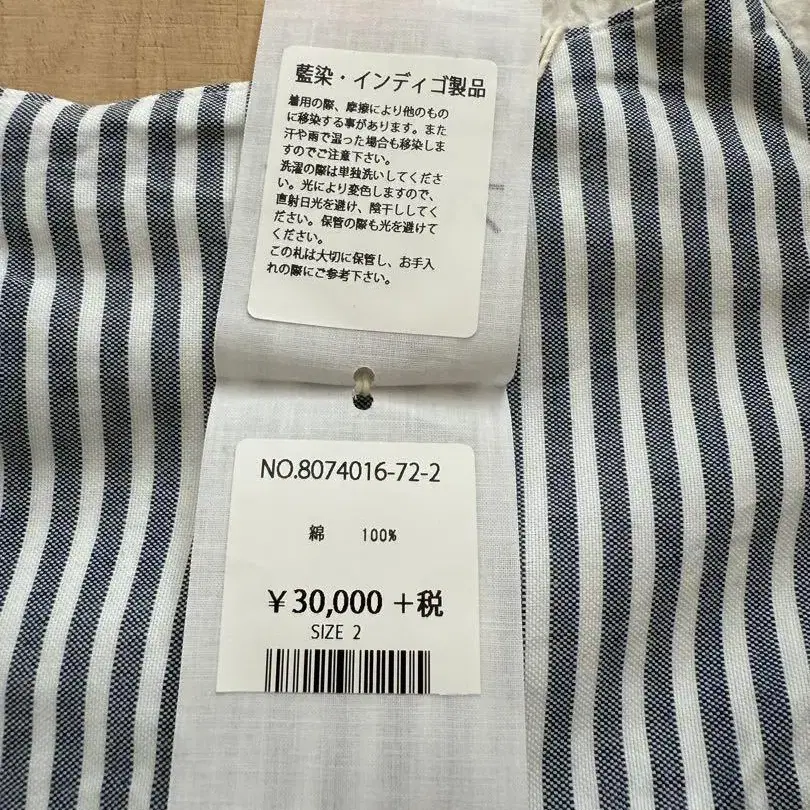 藍染・インディゴ製品
着用の際、摩擦により他のもの
に移染する事があります。また
汗や雨で湿った場合も移染しま
すのでご注意下さい。
洗濯の際は単独洗いしてくださ
い。光により変色しますので、
直射日光を避け、陰干ししてく
ださい。保管の際も光を避けて
ください。
この札は大切に保管し、お手入
れの際にご参考下さい。
NO.8074016-72-2
綿 100%
￥30,000 +税
SIZE 2